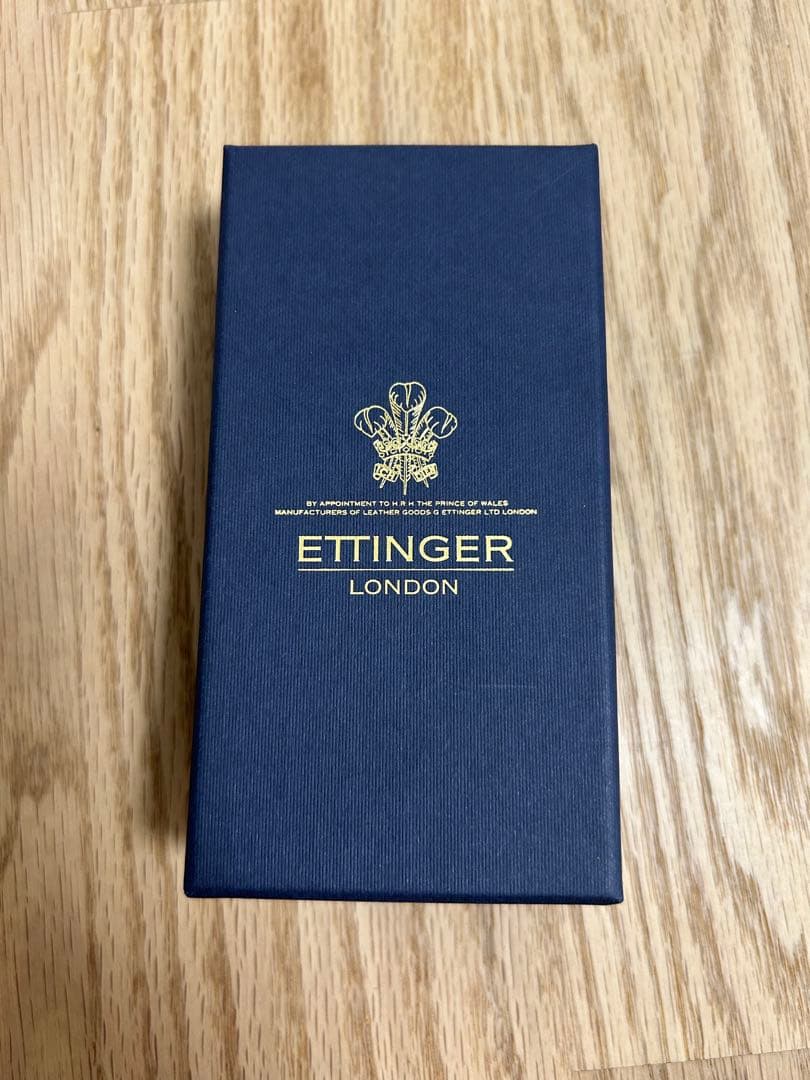 BY APPOINTMENT TO H.R.H THE PRINCE OF WALES
MANUFACTURERS OF LEATHER GOODS G ETTINGER LTD LONDON
ETTINGER
LONDON